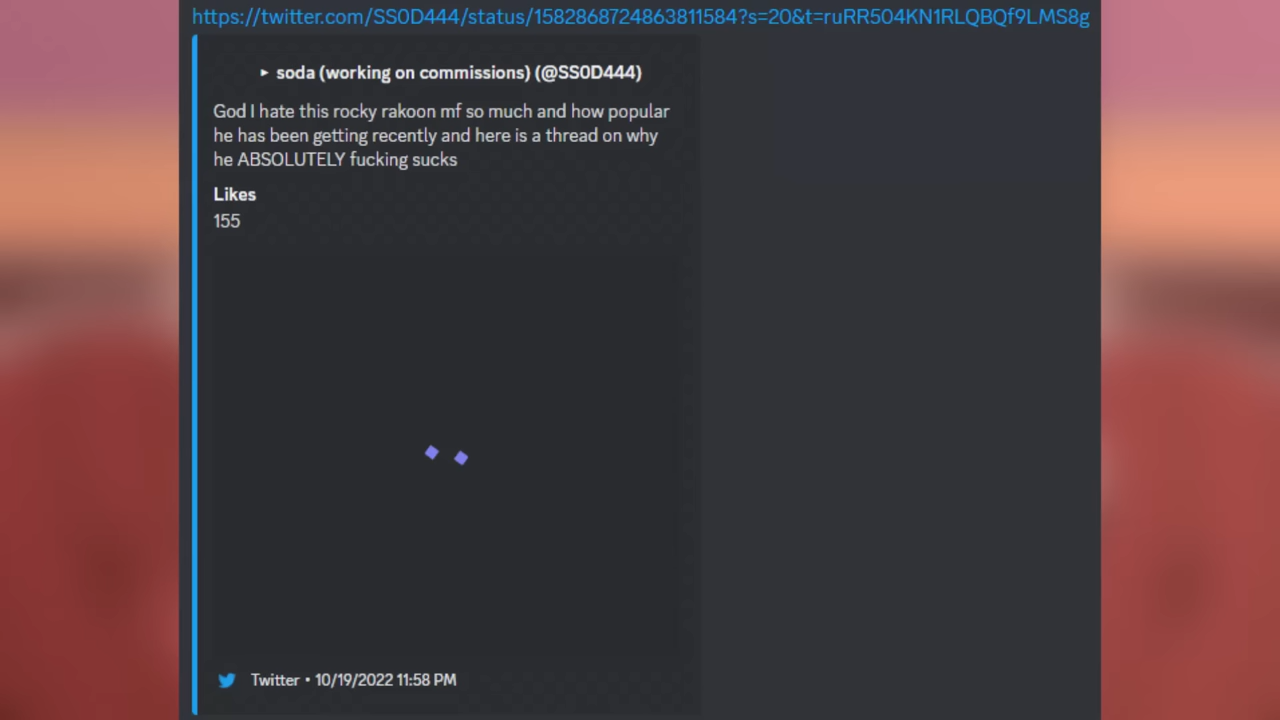 https://twitter.com/SS0D444/status/1582868724863811584?s=20&t=ruRR504KN1RLQBQf9LMS8g
▸ soda (working on commissions) (@SS0D444)
God I hate this rocky rakoon mf so much and how popular
he has been getting recently and here is a thread on why
he ABSOLUTELY fucking sucks
Likes
155
Twitter • 10/19/2022 11:58 PM